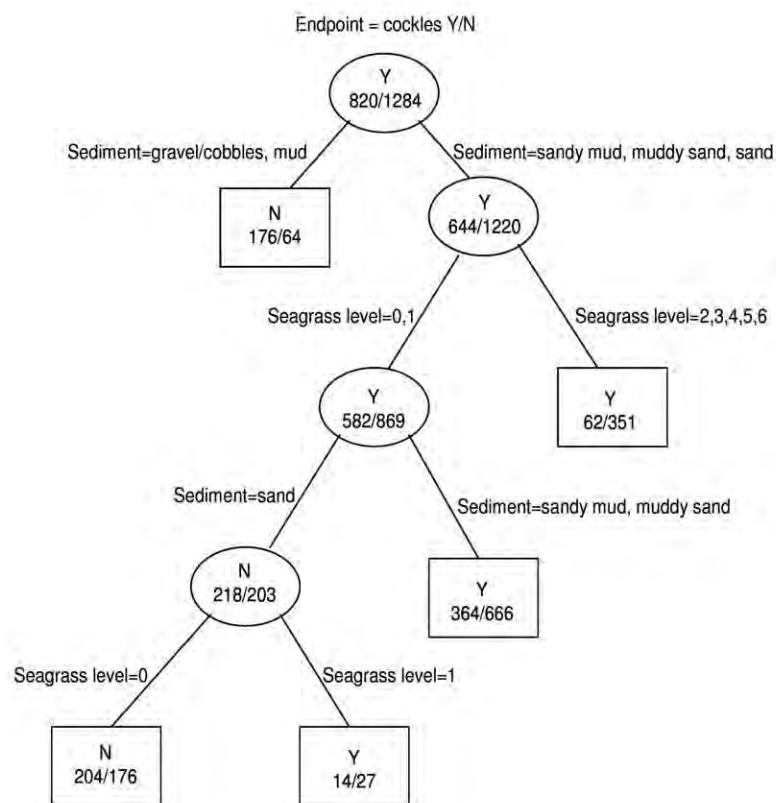 Endpoint = cockles Y/N
Y
820/1284
Sediment=gravel/cobbles, mud
Sediment=sandy mud, muddy sand, sand
N
176/64
Y
644/1220
Seagrass level=0,1
Seagrass level=2,3,4,5,6
Y
582/869
Y
62/351
Sediment=sand
Sediment=sandy mud, muddy sand
N
218/203
Y
364/666
Seagrass level=0
Seagrass level=1
N
204/176
Y
14/27